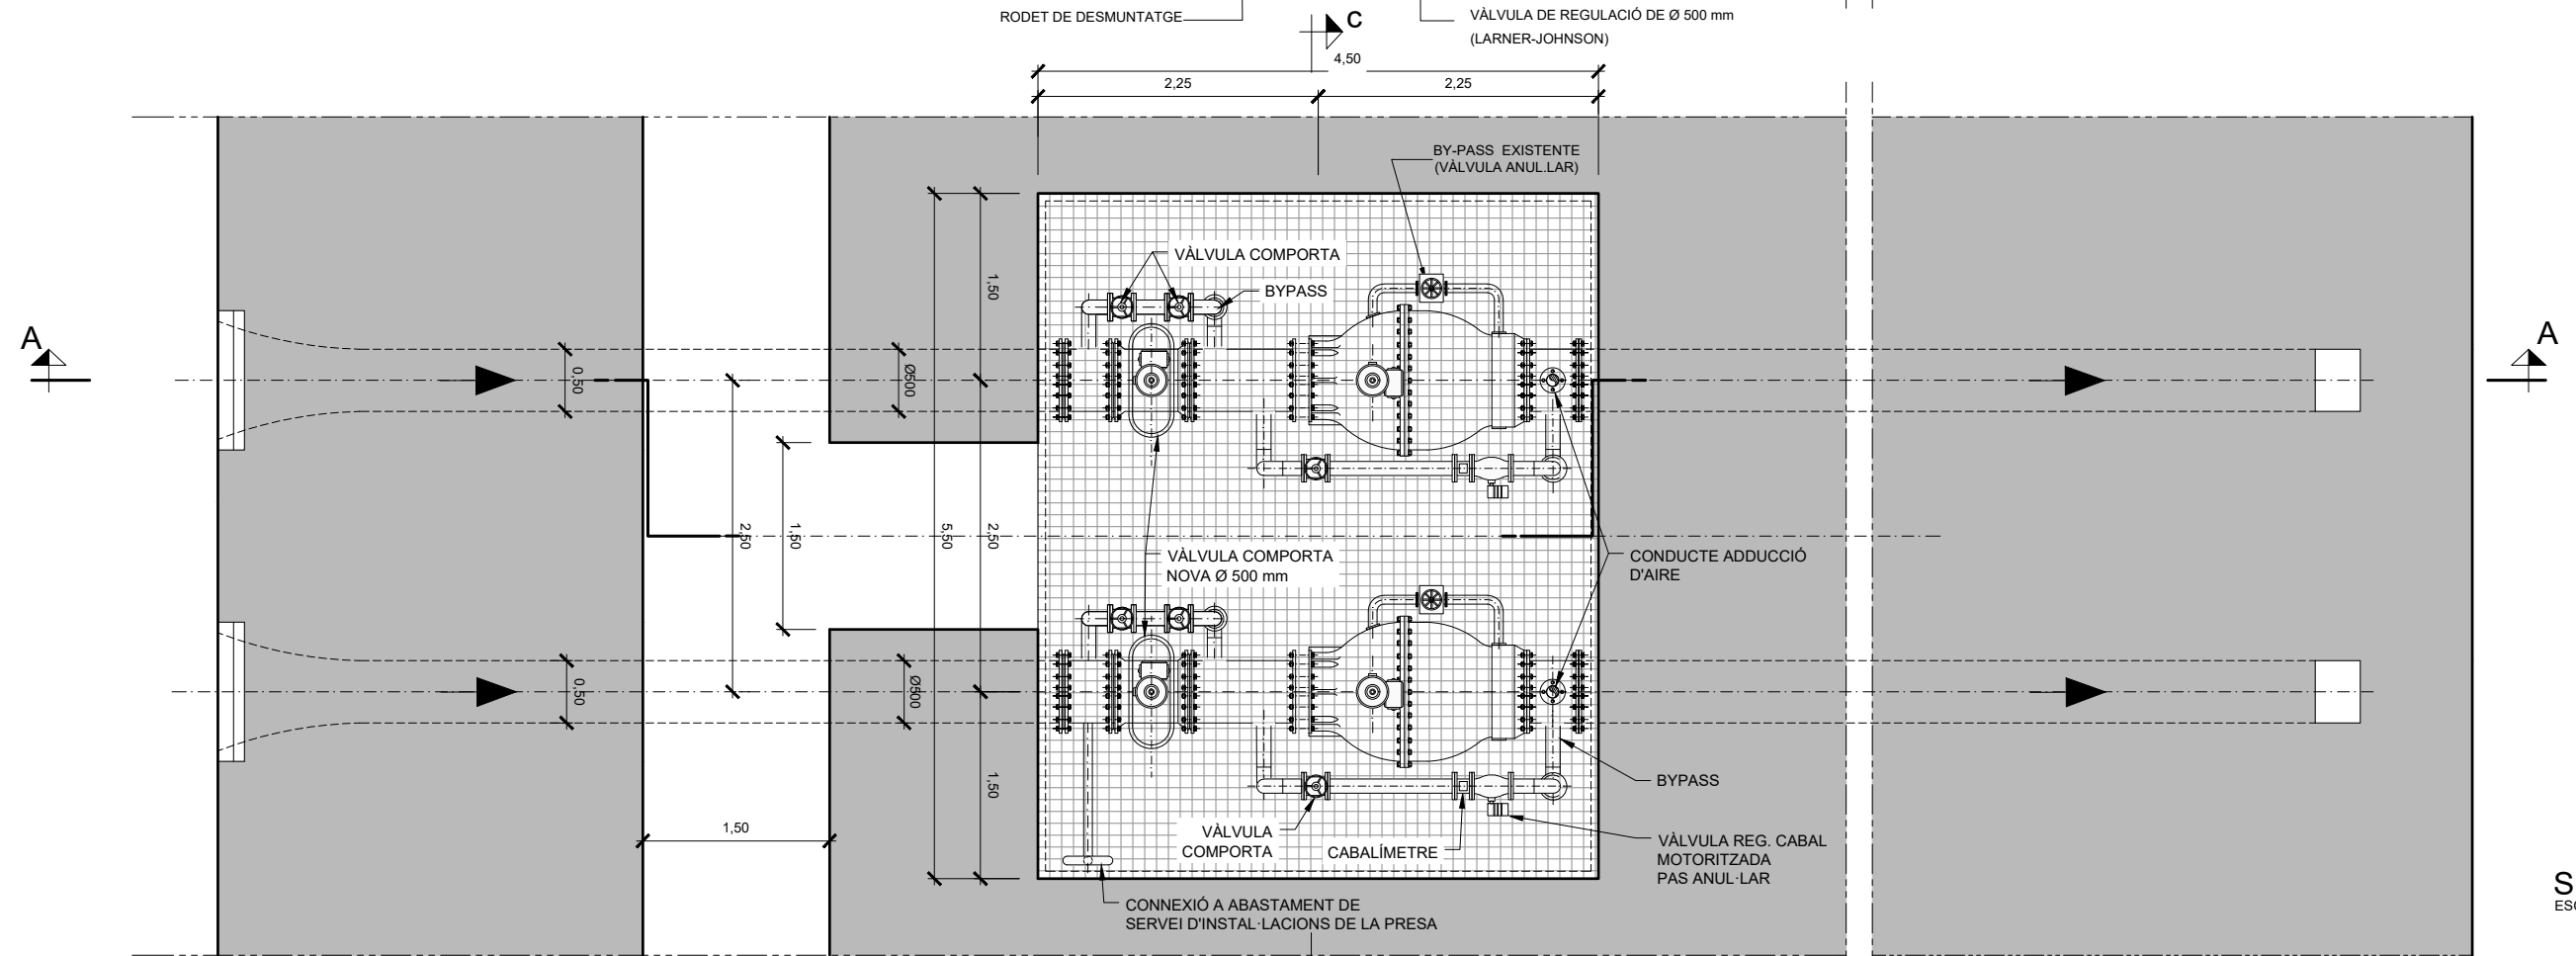 RODET DE DESMUNTATGE
VÀLVULA DE REGULACIÓ DE Ø 500 mm
(LARNER-JOHNSON)
C
4,50
2,25
2,25
BY-PASS EXISTENTE
(VÀLVULA ANUL.LAR)
VÀLVULA COMPORTA
BYPASS
1,50
A
A
0,50
Ø500
2,50
1,50
5,50
2,50
VÀLVULA COMPORTA
NOVA Ø 500 mm
CONDUCTE ADDUCCIÓ
D'AIRE
0,50
Ø500
1,50
BYPASS
1,50
VÀLVULA
COMPORTA
CABALÍMETRE
VÀLVULA REG. CABAL
MOTORITZADA
PAS ANUL·LAR
CONNEXIÓ A ABASTAMENT DE
SERVEI D'INSTAL·LACIONS DE LA PRESA
S